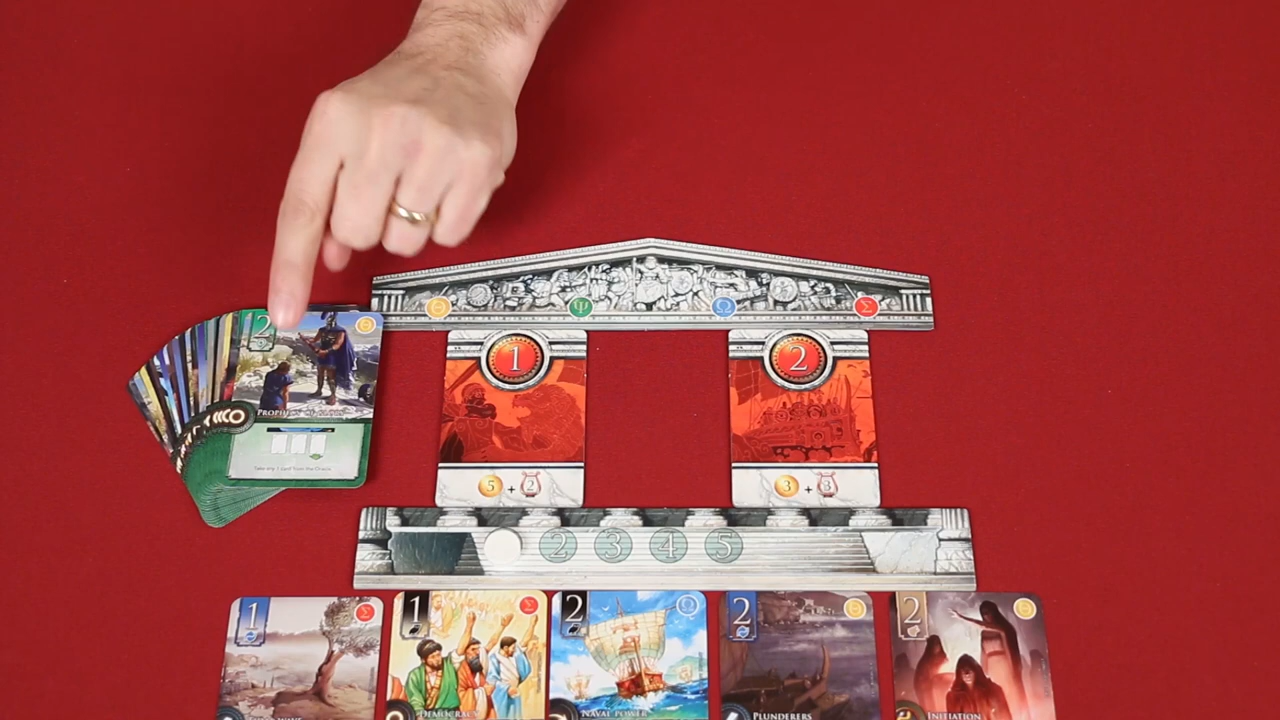 Θ Ψ Ω Σ
2 Θ
1 2
Take any 1 card from the Oracle.
5 + 2
3 + 3
2 3 4 5
1 Σ
1 Σ
2 Ω
2 Θ
2 Θ
DEMOCRACY
NAVAL POWER
PLUNDERERS
INITIATION